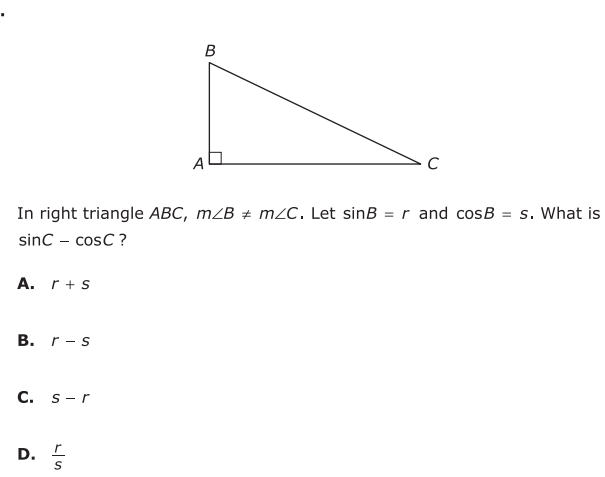 .
B
A
C
In right triangle ABC, m∠B ≠ m∠C. Let sinB = r and cosB = s. What is
sinC – cosC ?
A. r + s
B. r – s
C. s – r
D. r/s